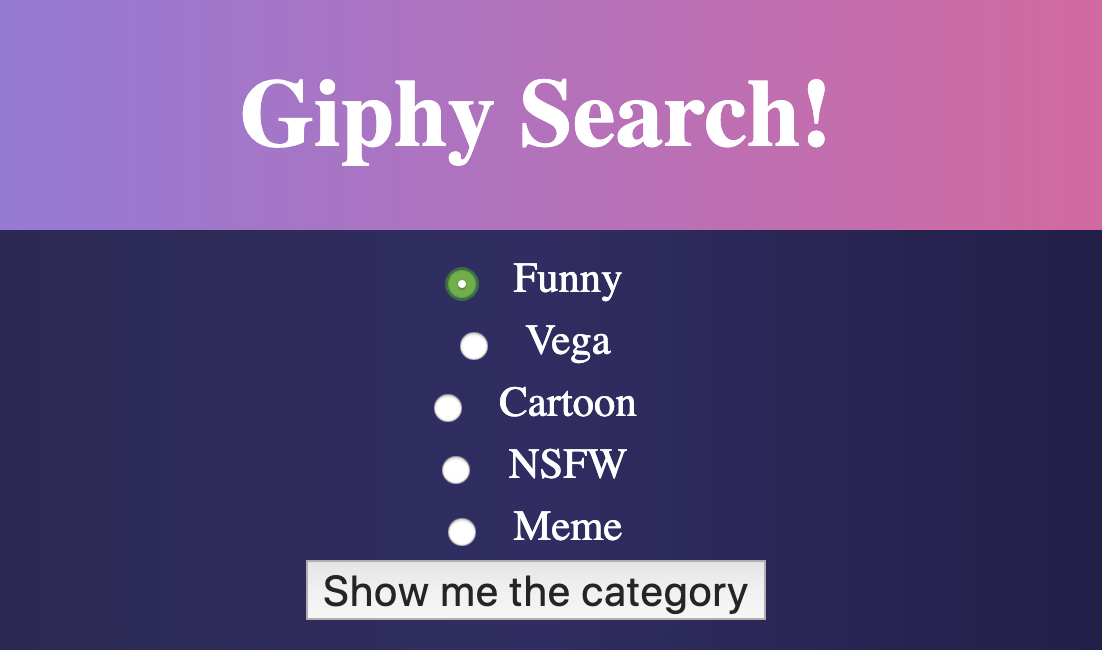 Giphy Search!
Funny
Vega
Cartoon
NSFW
Meme
Show me the category